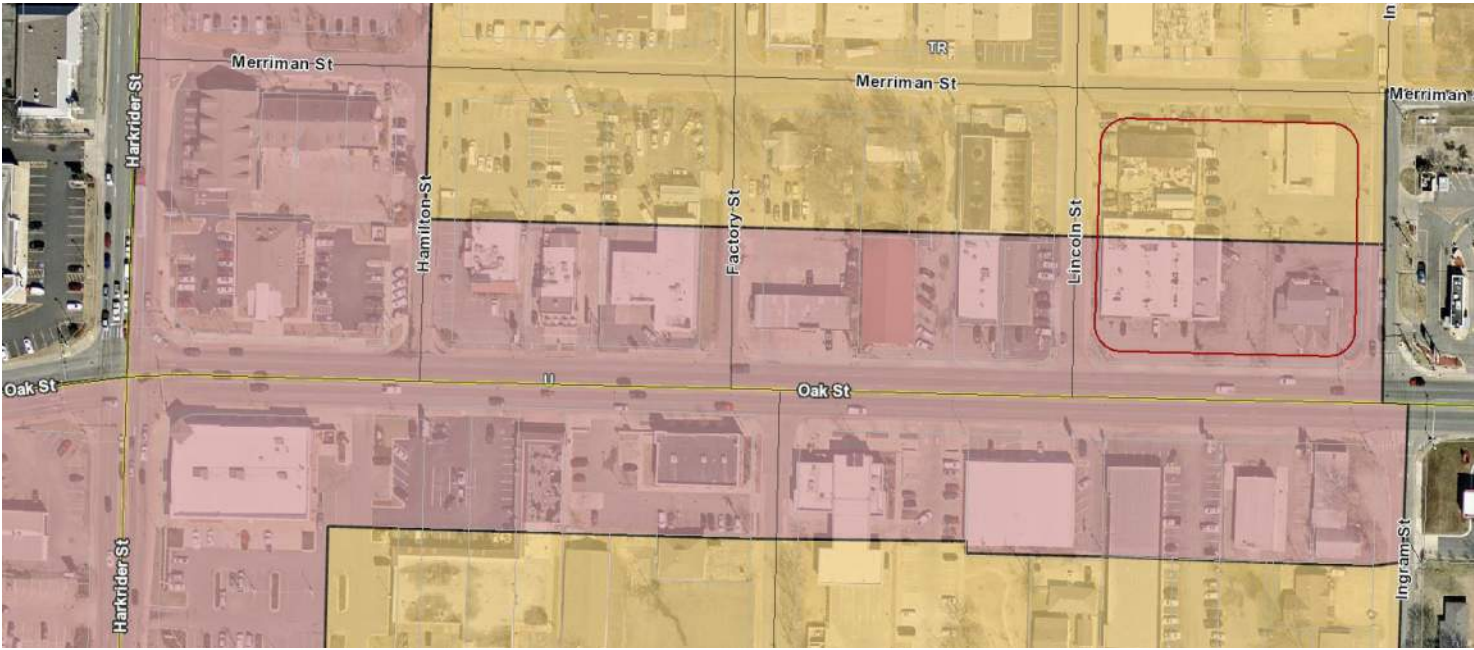 In
TR
Merriman St
Merriman St
Merriman
Harkrider St
Hamilton St
Factory St
Lincoln St
Oak St
Oak St
Harkrider St
Ingram St